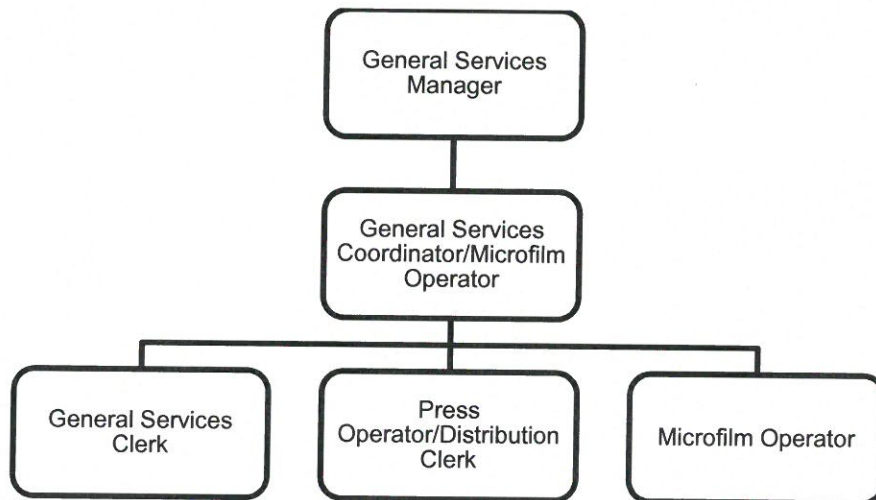 General Services
Manager
General Services
Coordinator/Microfilm
Operator
General Services
Clerk
Press
Operator/Distribution
Clerk
Microfilm Operator